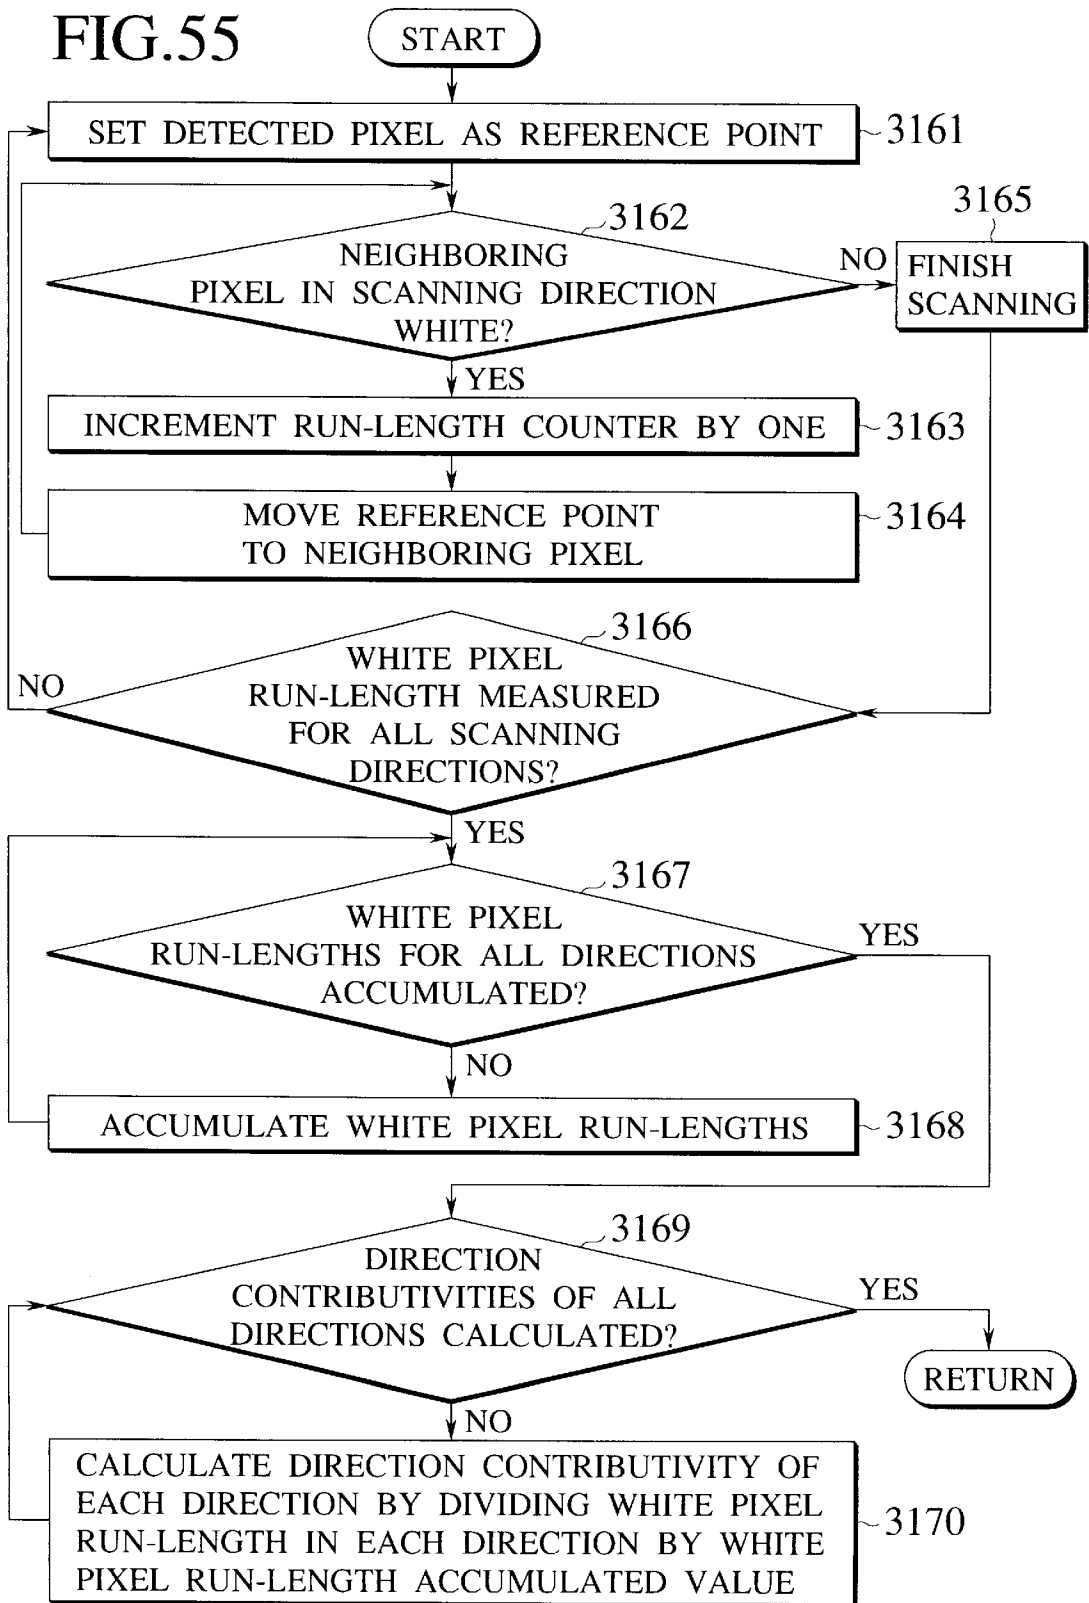 FIG.55
START
SET DETECTED PIXEL AS REFERENCE POINT
3161
3162
NEIGHBORING
PIXEL IN SCANNING DIRECTION
WHITE?
NO
3165
FINISH
SCANNING
YES
INCREMENT RUN-LENGTH COUNTER BY ONE
3163
MOVE REFERENCE POINT
TO NEIGHBORING PIXEL
3164
3166
WHITE PIXEL
RUN-LENGTH MEASURED
FOR ALL SCANNING
DIRECTIONS?
NO
YES
3167
WHITE PIXEL
RUN-LENGTHS FOR ALL DIRECTIONS
ACCUMULATED?
YES
NO
ACCUMULATE WHITE PIXEL RUN-LENGTHS
3168
3169
DIRECTION
CONTRIBUTIVITIES OF ALL
DIRECTIONS CALCULATED?
YES
RETURN
NO
CALCULATE DIRECTION CONTRIBUTIVITY OF
EACH DIRECTION BY DIVIDING WHITE PIXEL
RUN-LENGTH IN EACH DIRECTION BY WHITE
PIXEL RUN-LENGTH ACCUMULATED VALUE
3170